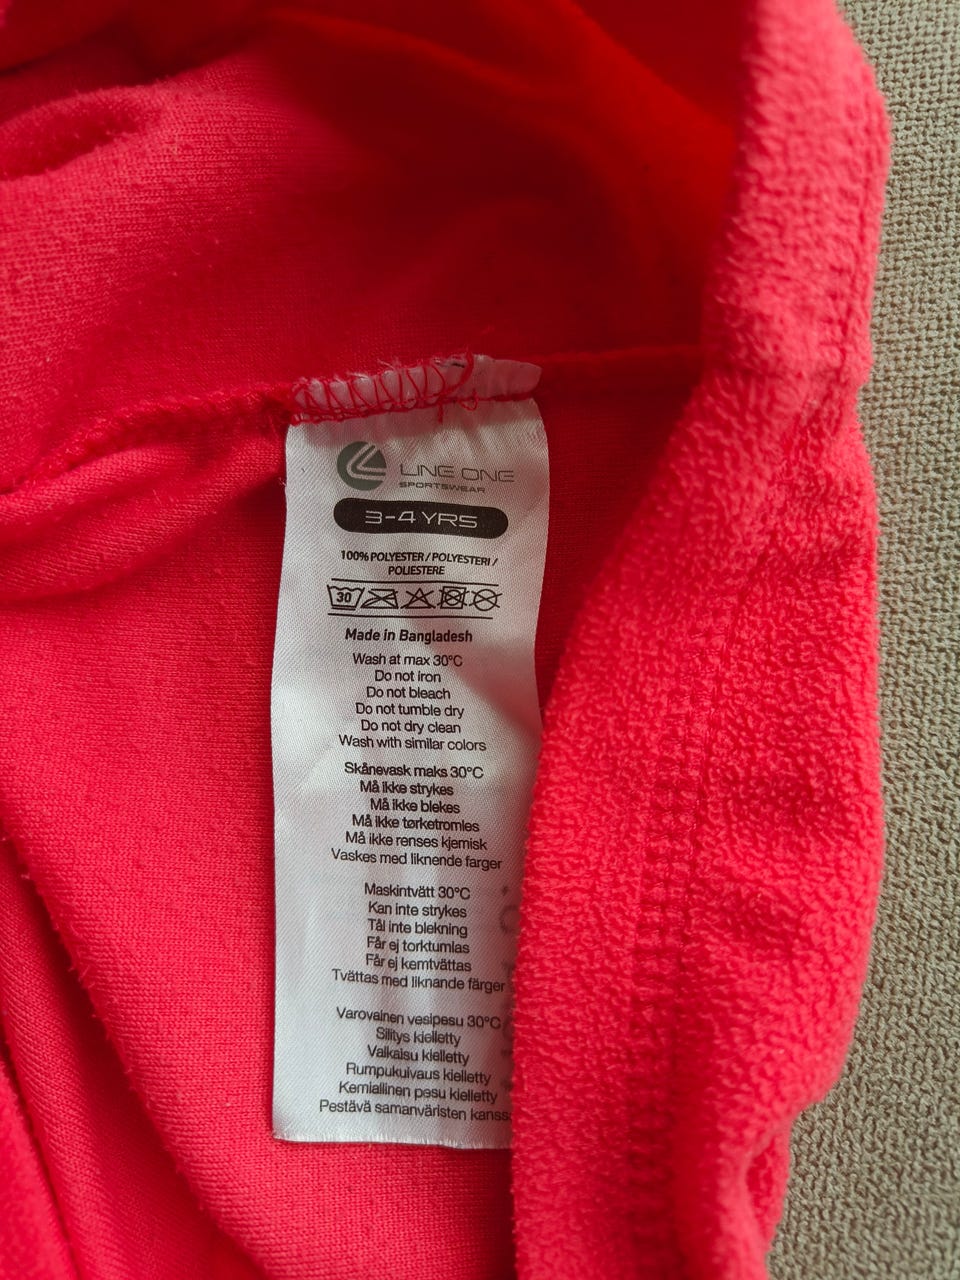 LINE ONE
SPORTSWEAR
3-4 YRS
100% POLYESTER / POLYESTERI /
POLIESTERE
30
Made in Bangladesh
Wash at max 30°C
Do not iron
Do not bleach
Do not tumble dry
Do not dry clean
Wash with similar colors
Skånevask maks 30°C
Må ikke strykes
Må ikke blekes
Må ikke tørketromles
Må ikke renses kjemisk
Vaskes med liknende farger
Maskintvätt 30°C
Kan inte strykes
Tål inte blekning
Får ej torktumlas
Får ej kemtvättas
Tvättas med liknande färger
Varovainen vesipesu 30°C
Silitys kielletty
Valkaisu kielletty
Rumpukuivaus kielletty
Kemiallinen pesu kielletty
Pestävä samanväristen kanss